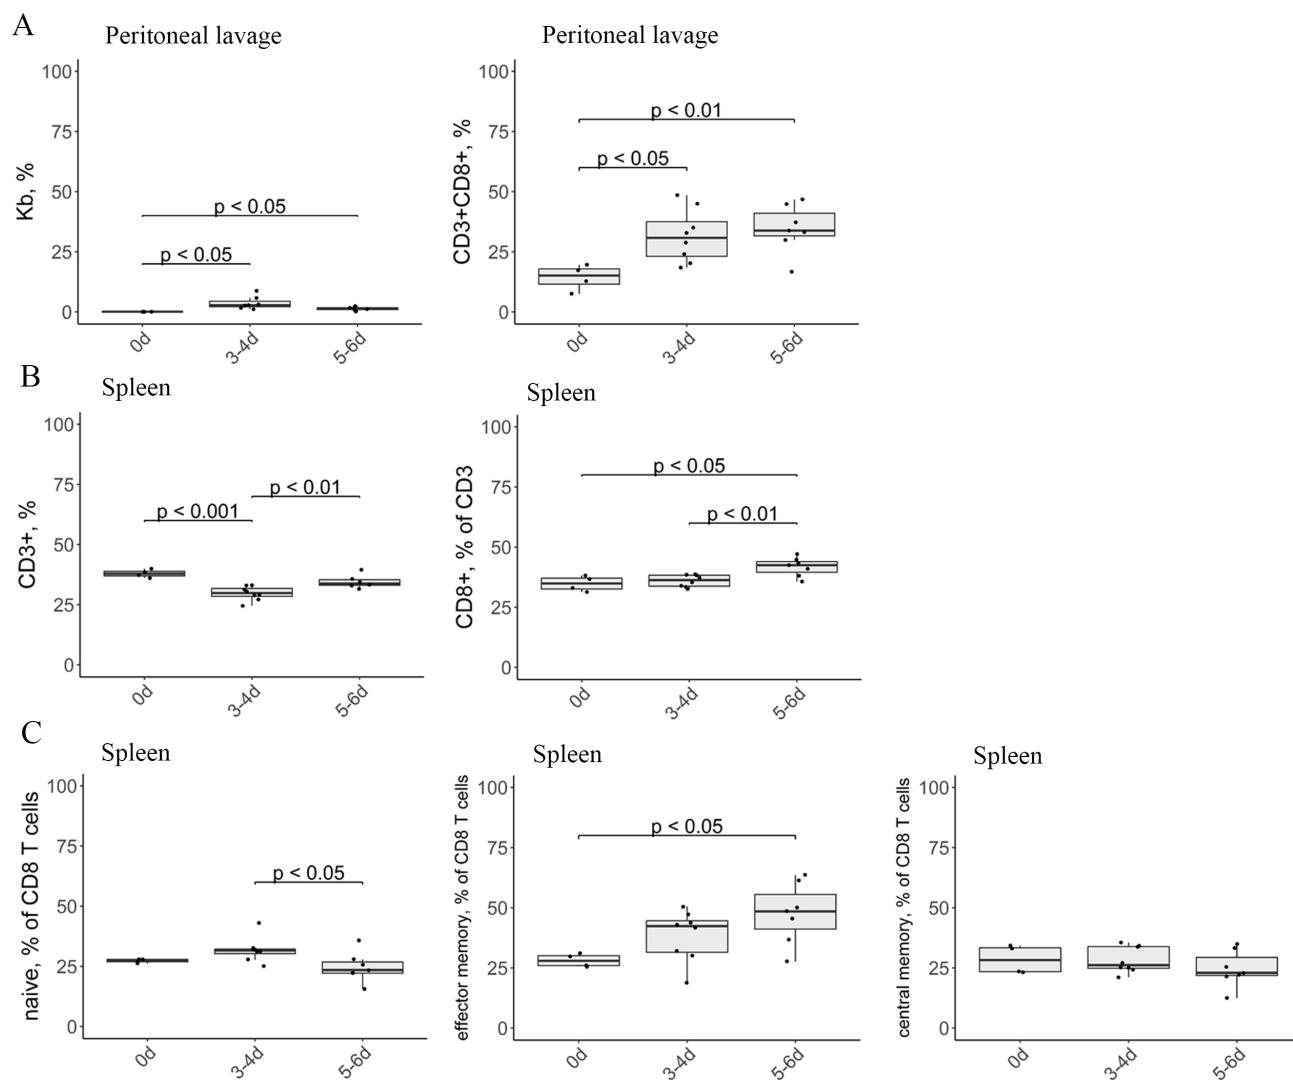 A
Peritoneal lavage
Peritoneal lavage
Kb, %
100
75
50
25
0
p < 0.05
p < 0.05
0d
3-4d
5-6d
CD3+CD8+, %
100
75
50
25
0
p < 0.01
p < 0.05
0d
3-4d
5-6d
B
Spleen
Spleen
CD3+, %
100
75
50
25
0
p < 0.01
p < 0.001
0d
3-4d
5-6d
CD8+, % of CD3
100
75
50
25
0
p < 0.05
p < 0.01
0d
3-4d
5-6d
C
Spleen
Spleen
Spleen
naive, % of CD8 T cells
100
75
50
25
0
p < 0.05
0d
3-4d
5-6d
effector memory, % of CD8 T cells
100
75
50
25
0
p < 0.05
0d
3-4d
5-6d
central memory, % of CD8 T cells
100
75
50
25
0
0d
3-4d
5-6d